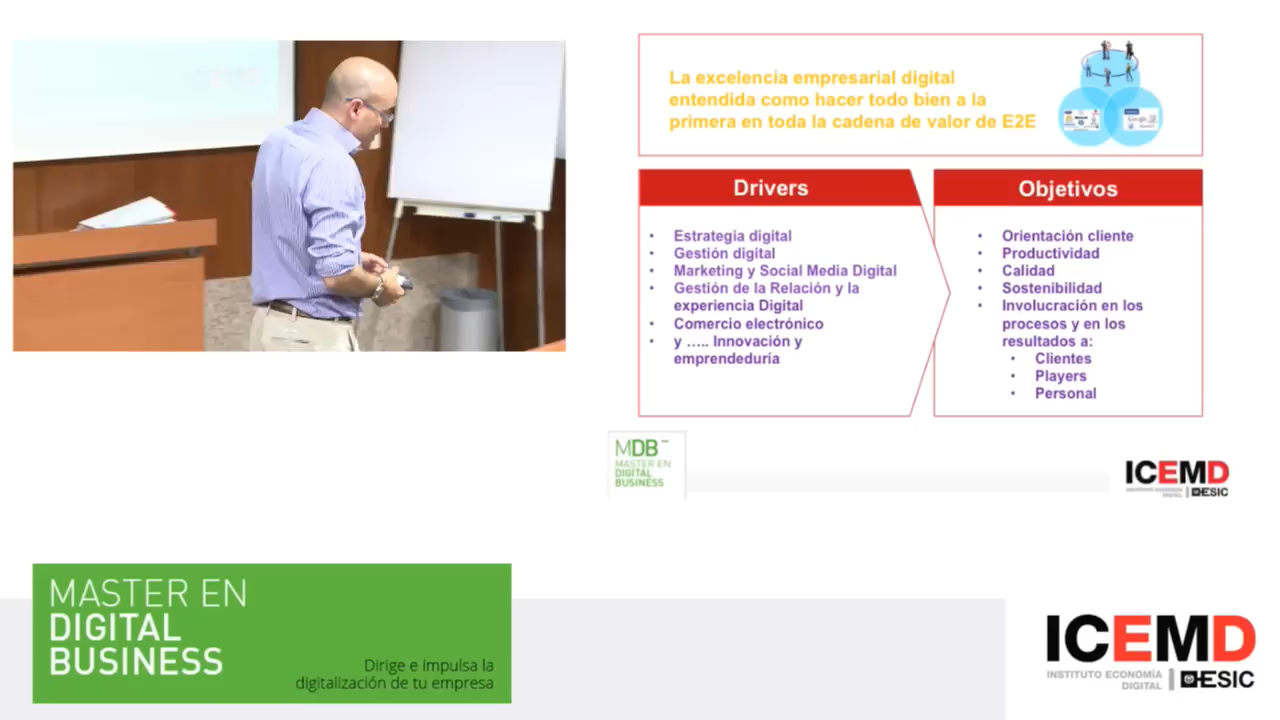 La excelencia empresarial digital
entendida como hacer todo bien a la
primera en toda la cadena de valor de E2E
Drivers
• Estrategia digital
• Gestión digital
• Marketing y Social Media Digital
• Gestión de la Relación y la
experiencia Digital
• Comercio electrónico
• y ..... Innovación y
emprendeduría
Objetivos
• Orientación cliente
• Productividad
• Calidad
• Sostenibilidad
• Involucración en los
procesos y en los
resultados a:
• Clientes
• Players
• Personal
MDB
MASTER EN
DIGITAL
BUSINESS
ICEMD
ESIC
MASTER EN
DIGITAL
BUSINESS
Dirige e impulsa la
digitalización de tu empresa
ICEMD
INSTITUTO ECONOMÍA
DIGITAL
ESIC